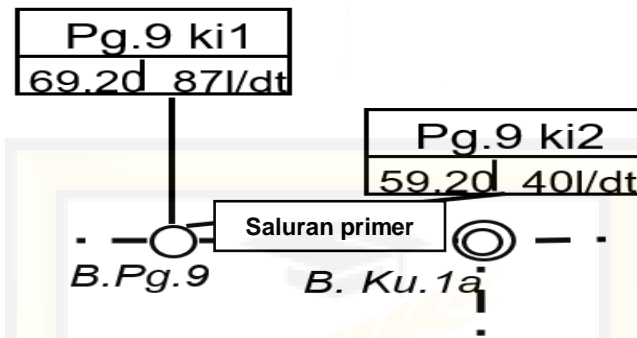 Pg.9 ki1
69.20 87l/dt
Pg.9 ki2
59.20 40l/dt
Saluran primer
B.Pg.9
B. Ku.1a